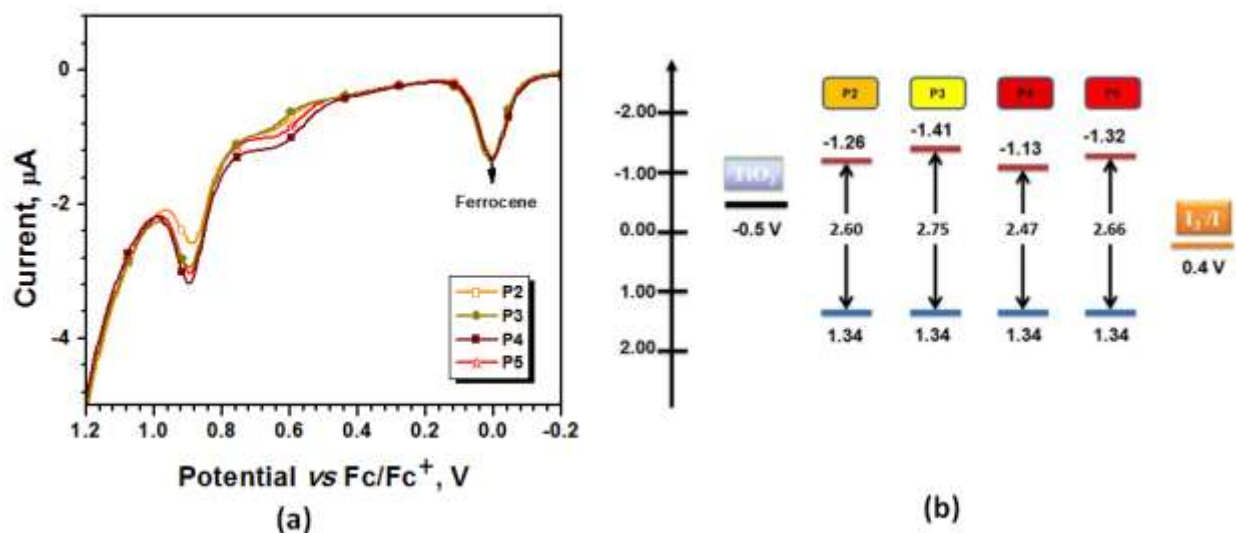 0
-2
-4
Current, μA
1.2
1.0
0.8
0.6
0.4
0.2
0.0
-0.2
Potential vs Fc/Fc+, V
Ferrocene
P2
P3
P4
P5
(a)
-2.00
-1.00
0.00
1.00
2.00
TiO2
-0.5 V
P2
P3
P4
P5
-1.26
-1.41
-1.13
-1.32
2.60
2.75
2.47
2.66
1.34
1.34
1.34
1.34
0.4 V
(b)